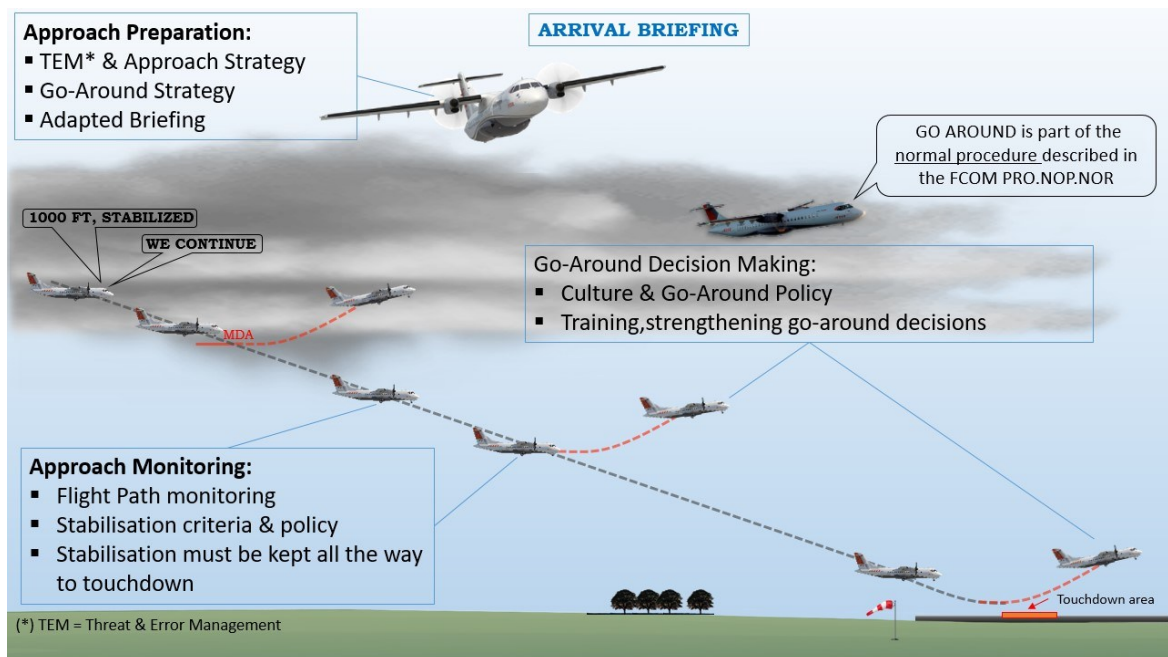 ARRIVAL BRIEFING
Approach Preparation:
▪ TEM* & Approach Strategy
▪ Go-Around Strategy
▪ Adapted Briefing
GO AROUND is part of the
normal procedure described in
the FCOM PRO.NOP.NOR
1000 FT, STABILIZED
WE CONTINUE
MDA
Go-Around Decision Making:
▪ Culture & Go-Around Policy
▪ Training,strengthening go-around decisions
Approach Monitoring:
▪ Flight Path monitoring
▪ Stabilisation criteria & policy
▪ Stabilisation must be kept all the way
to touchdown
Touchdown area
(*) TEM = Threat & Error Management